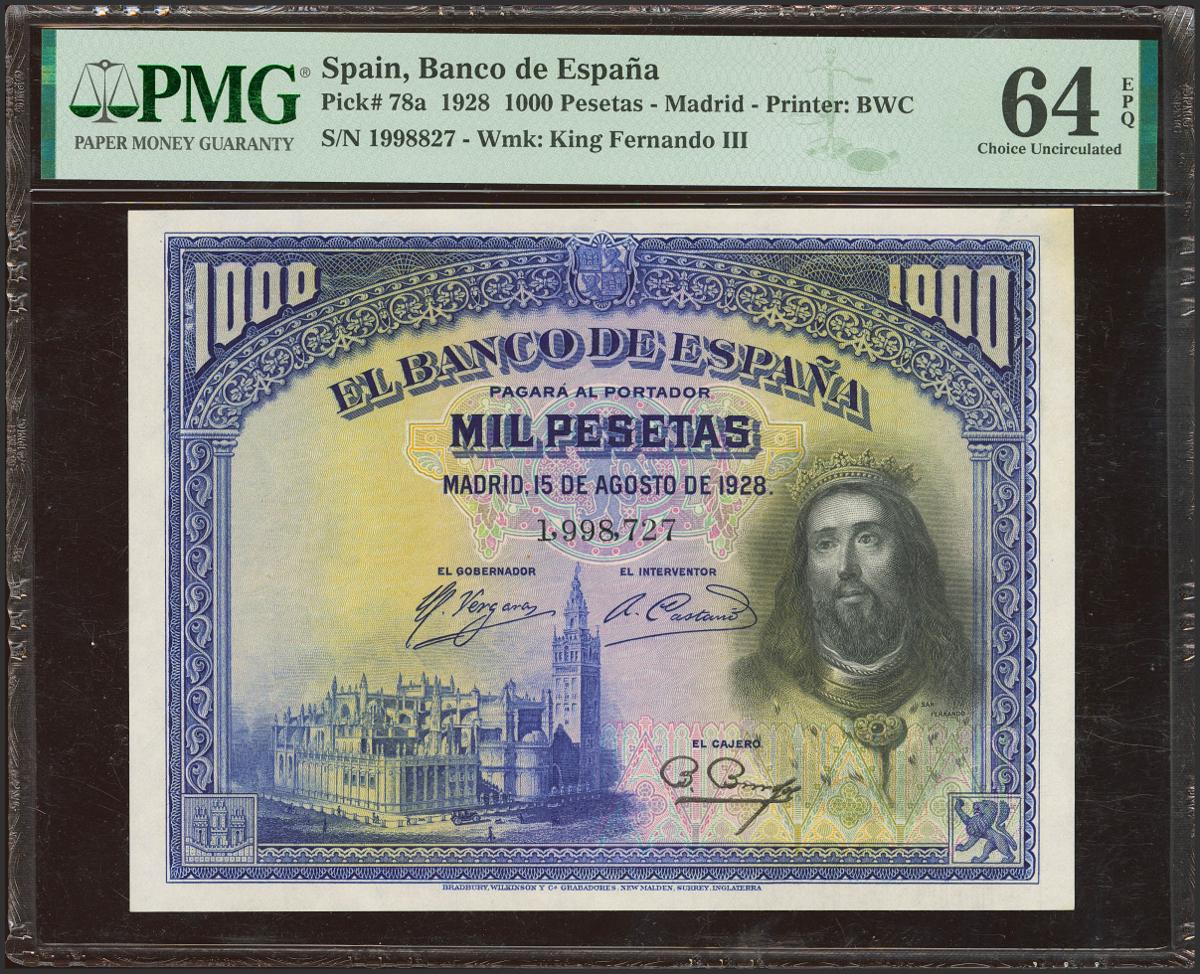 PMG®
PAPER MONEY GUARANTY
Spain, Banco de España
Pick# 78a 1928 1000 Pesetas - Madrid - Printer: BWC
S/N 1998827 - Wmk: King Fernando III
64
EPQ
Choice Uncirculated
1000
1000
EL BANCO DE ESPAÑA
PAGARÁ AL PORTADOR
MIL PESETAS
MADRID, 15 DE AGOSTO DE 1928.
1,998,727
EL GOBERNADOR
EL INTERVENTOR
SAN
FERNANDO
EL CAJERO
BRADBURY, WILKINSON Y Cª GRABADORES, NEW MALDEN, SURREY, INGLATERRA